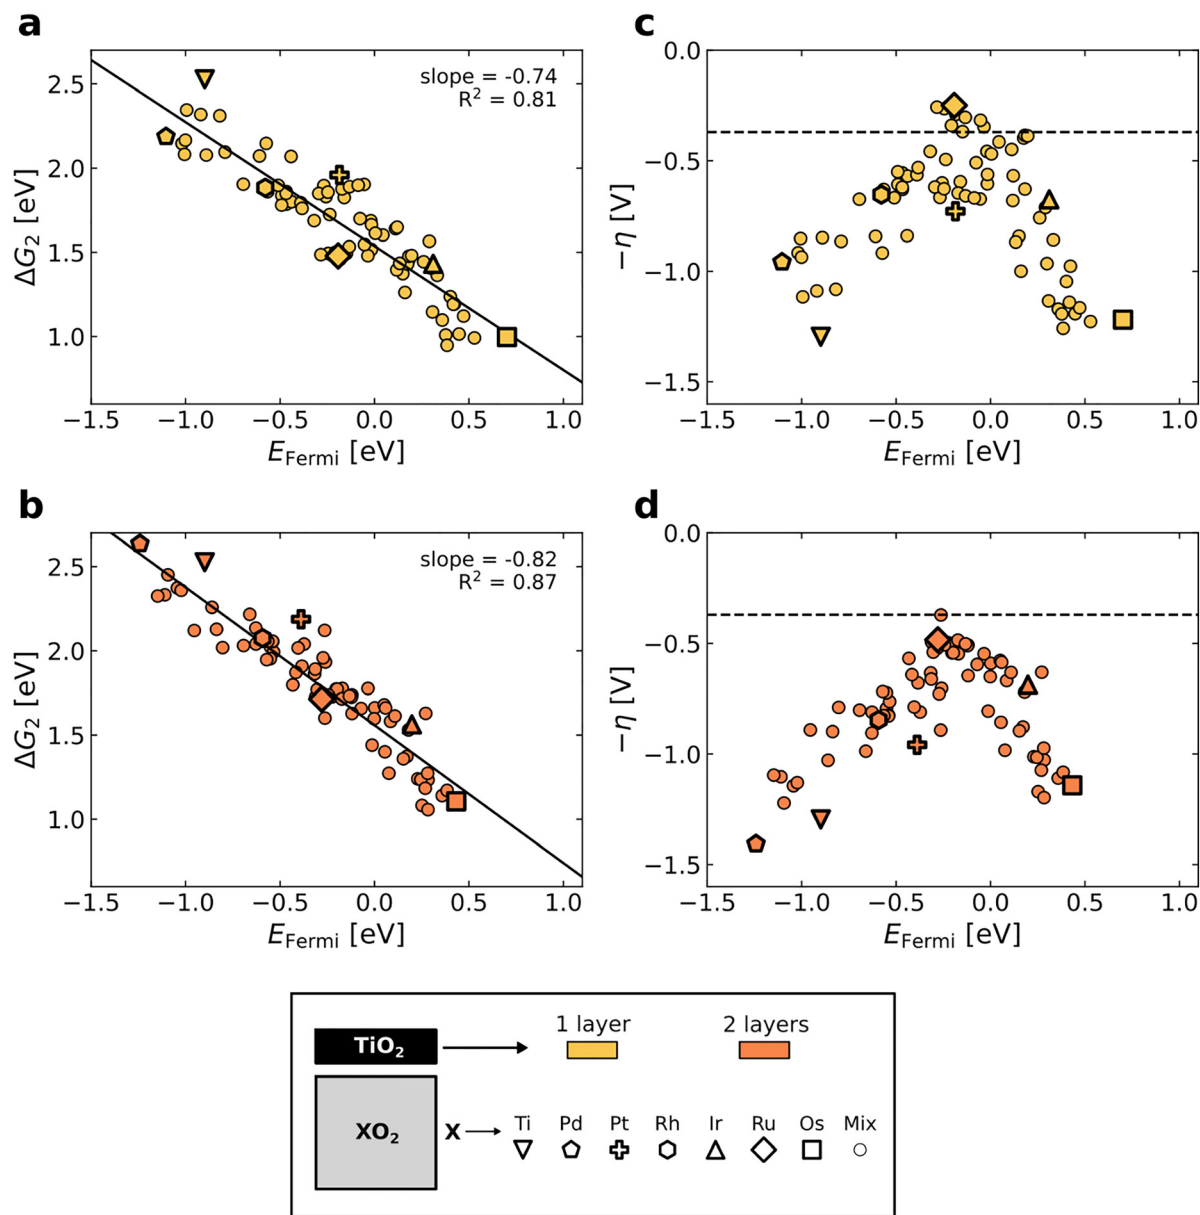 a
slope = -0.74
R² = 0.81
2.5
2.0
1.5
1.0
ΔG₂ [eV]
−1.5 −1.0 −0.5 0.0 0.5 1.0
E_Fermi [eV]
c
0.0
−0.5
−1.0
−1.5
−η [V]
−1.5 −1.0 −0.5 0.0 0.5 1.0
E_Fermi [eV]
b
slope = -0.82
R² = 0.87
2.5
2.0
1.5
1.0
ΔG₂ [eV]
−1.5 −1.0 −0.5 0.0 0.5 1.0
E_Fermi [eV]
d
0.0
−0.5
−1.0
−1.5
−η [V]
−1.5 −1.0 −0.5 0.0 0.5 1.0
E_Fermi [eV]
1 layer 2 layers
TiO₂
Ti Pd Pt Rh Ir Ru Os Mix
XO₂ X